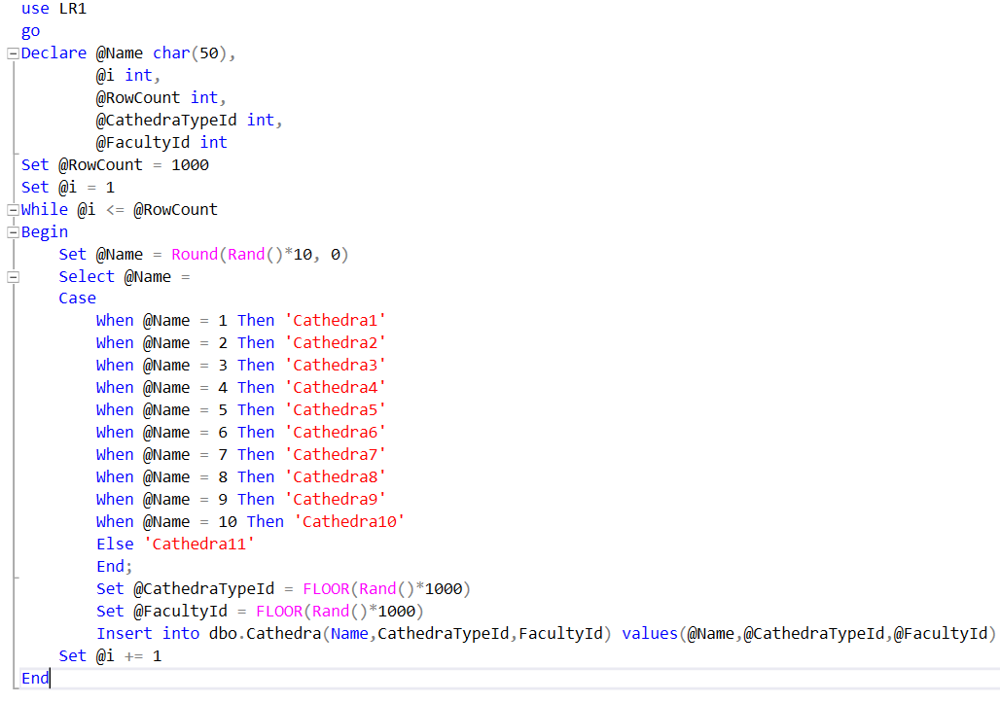 use LR1
go
Declare @Name char(50),
@i int,
@RowCount int,
@CathedraTypeId int,
@FacultyId int
Set @RowCount = 1000
Set @i = 1
While @i <= @RowCount
Begin
Set @Name = Round(Rand()*10, 0)
Select @Name =
Case
When @Name = 1 Then 'Cathedra1'
When @Name = 2 Then 'Cathedra2'
When @Name = 3 Then 'Cathedra3'
When @Name = 4 Then 'Cathedra4'
When @Name = 5 Then 'Cathedra5'
When @Name = 6 Then 'Cathedra6'
When @Name = 7 Then 'Cathedra7'
When @Name = 8 Then 'Cathedra8'
When @Name = 9 Then 'Cathedra9'
When @Name = 10 Then 'Cathedra10'
Else 'Cathedra11'
End;
Set @CathedraTypeId = FLOOR(Rand()*1000)
Set @FacultyId = FLOOR(Rand()*1000)
Insert into dbo.Cathedra(Name,CathedraTypeId,FacultyId) values(@Name,@CathedraTypeId,@FacultyId)
Set @i += 1
End